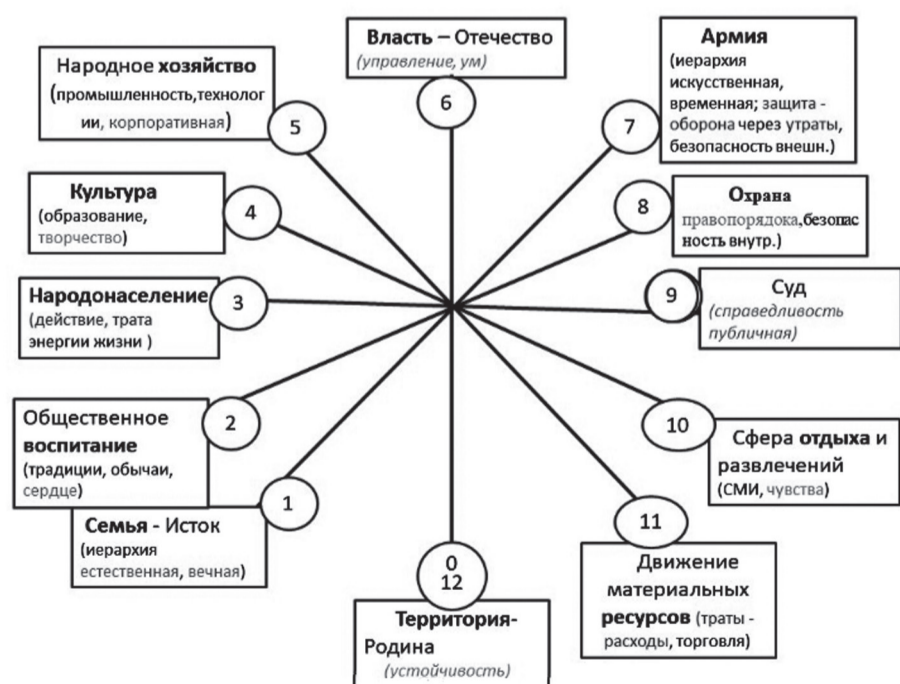 Власть – Отечество
(управление, ум)
6
Армия
(иерархия
искусственная,
временная; защита -
оборона через утраты,
безопасность внешн.)
7
Народное хозяйство
(промышленность,технолог
ии, корпоративная)
5
Культура
(образование,
творчество)
4
Охрана
правопорядока,безопас
ность внутр.)
8
Народонаселение
(действие, трата
энергии жизни )
3
Суд
(справедливость
публичная)
9
Общественное
воспитание
(традиции, обычаи,
сердце)
2
Сфера отдыха и
развлечений
(СМИ, чувства)
10
Семья - Исток
(иерархия
естественная, вечная)
1
Движение
материальных
ресурсов (траты -
расходы, торговля)
11
0
12
Территория-
Родина
(устойчивость)